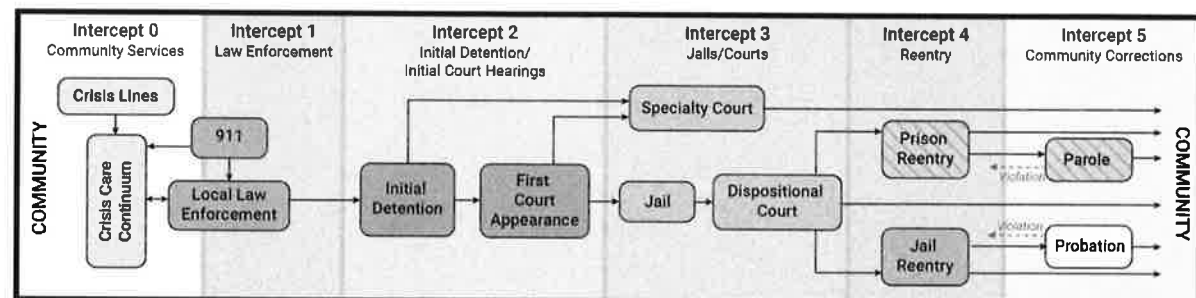 Intercept 0
Community Services
Intercept 1
Law Enforcement
Intercept 2
Initial Detention/
Initial Court Hearings
Intercept 3
Jails/Courts
Intercept 4
Reentry
Intercept 5
Community Corrections
COMMUNITY
Crisis Lines
Crisis Care
Continuum
911
Local Law
Enforcement
Initial
Detention
First
Court
Appearance
Specialty Court
Jail
Dispositional
Court
Prison
Reentry
Violation
Parole
Jail
Reentry
Violation
Probation
COMMUNITY